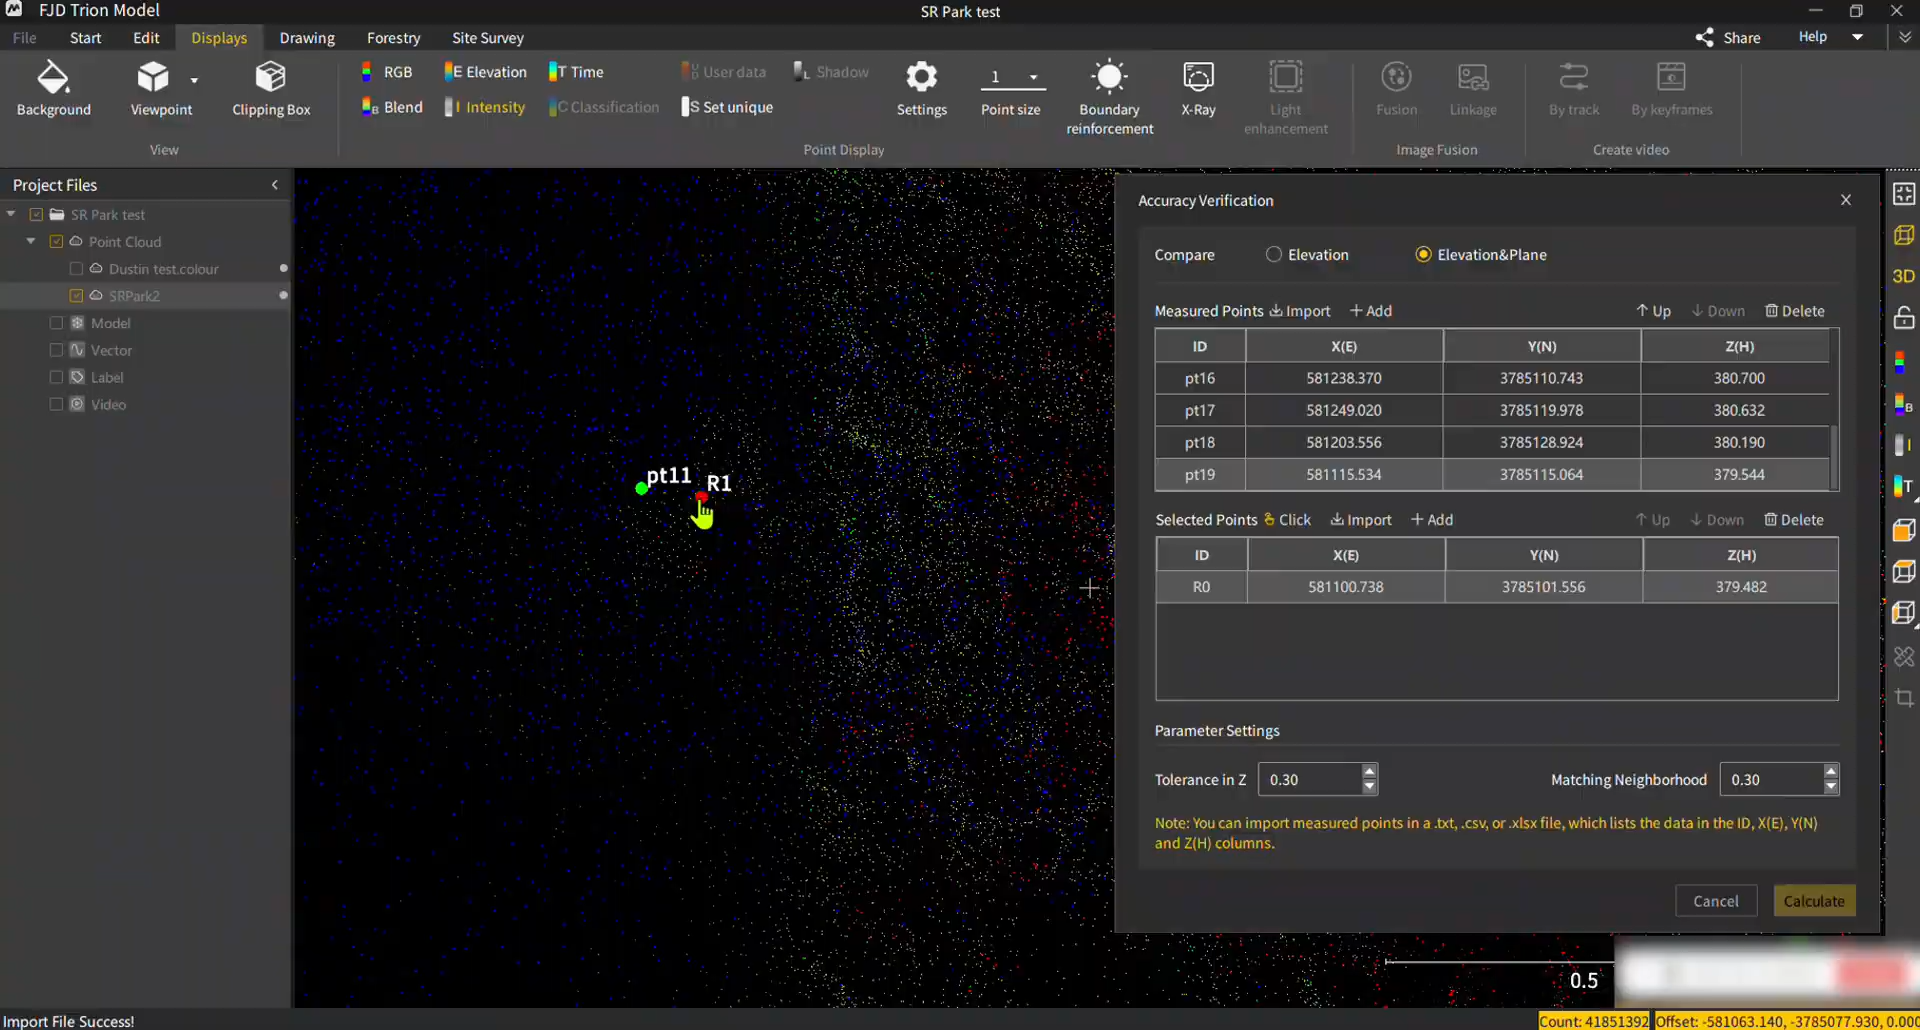 FJD Trion Model
SR Park test
File Start Edit Displays Drawing Forestry Site Survey Share Help
Background
Viewpoint
Clipping Box
View
RGB Elevation T Time User data L Shadow
B Blend I Intensity C Classification S Set unique
Settings
1
Point size
Boundary
reinforcement
X-Ray
Light
enhancement
Point Display
Fusion
Linkage
Image Fusion
By track
By keyframes
Create video
Project Files
SR Park test
Point Cloud
Dustin test.colour
SRPark2
Model
Vector
Label
Video
pt11
R1
Accuracy Verification
Compare Elevation Elevation&Plane
Measured Points Import + Add Up Down Delete
ID X(E) Y(N) Z(H)
pt16 581238.370 3785110.743 380.700
pt17 581249.020 3785119.978 380.632
pt18 581203.556 3785128.924 380.190
pt19 581115.534 3785115.064 379.544
Selected Points Click Import + Add Up Down Delete
ID X(E) Y(N) Z(H)
R0 581100.738 3785101.556 379.482
Parameter Settings
Tolerance in Z 0.30 Matching Neighborhood 0.30
Note: You can import measured points in a .txt, .csv, or .xlsx file, which lists the data in the ID, X(E), Y(N)
and Z(H) columns.
Cancel Calculate
3D
B
I
T
0.5
Import File Success!
Count: 41851392 Offset: -581063.140, -3785077.930, 0.000